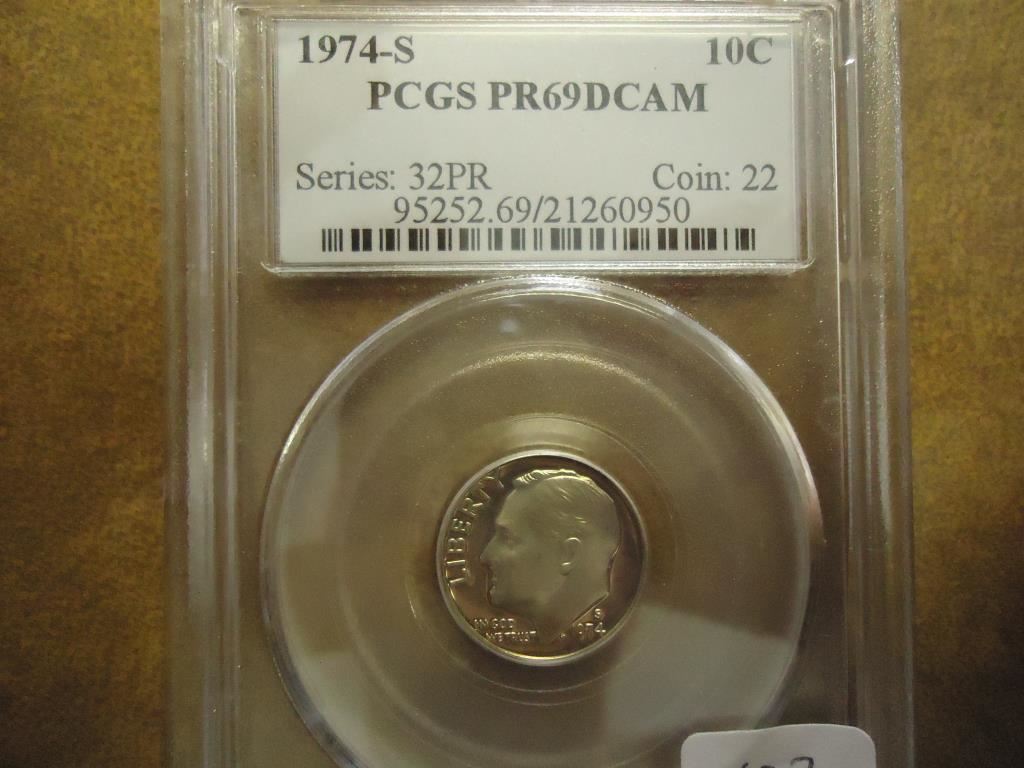 1974-S 10C
PCGS PR69DCAM
Series: 32PR Coin: 22
95252.69/21260950
LIBERTY
IN GOD
WE TRUST
S
1974